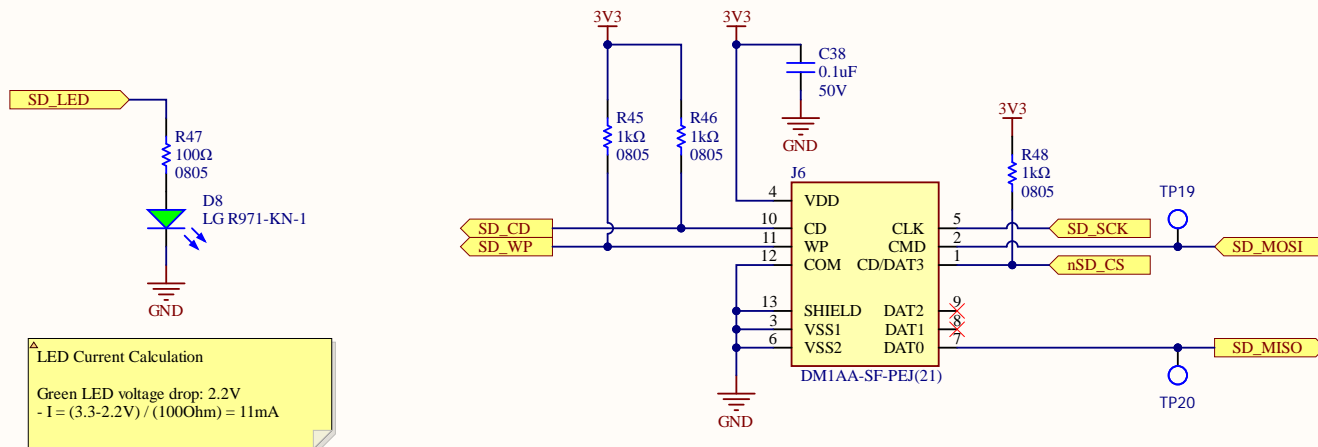 3V3
3V3
C38
0.1uF
50V
SD_LED
3V3
R47
100Ω
0805
R45
1kΩ
0805
R46
1kΩ
0805
GND
R48
1kΩ
0805
J6
D8
LG R971-KN-1
TP19
4
VDD
SD_CD
10
CD
CLK
5
SD_SCK
SD_WP
11
WP
CMD
2
SD_MOSI
12
COM
CD/DAT3
1
nSD_CS
GND
13
SHIELD
DAT2
9
3
VSS1
DAT1
8
6
VSS2
DAT0
7
SD_MISO
DM1AA-SF-PEJ(21)
TP20
GND
LED Current Calculation
Green LED voltage drop: 2.2V
- I = (3.3-2.2V) / (100Ohm) = 11mA